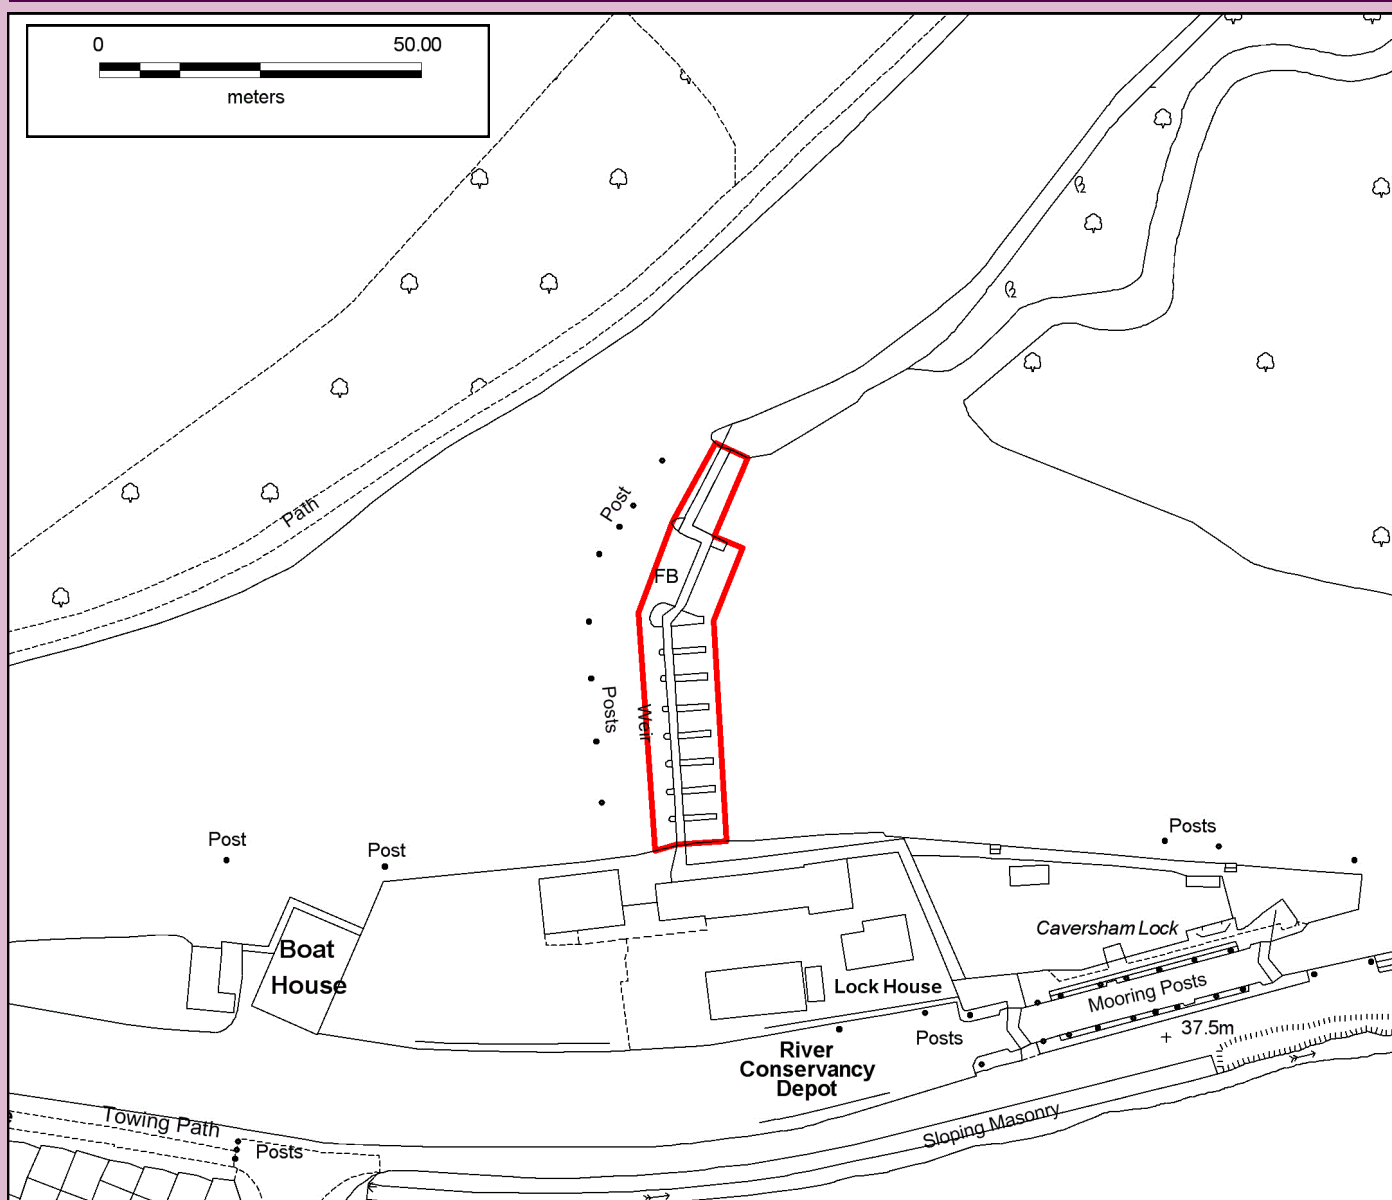 0 50.00
meters
Path
Post
FB
Posts
Weir
Post
Post
Posts
Boat
House
Caversham Lock
Lock House
Mooring Posts
Posts
37.5m
River
Conservancy
Depot
Towing Path
Posts
Sloping Masonry